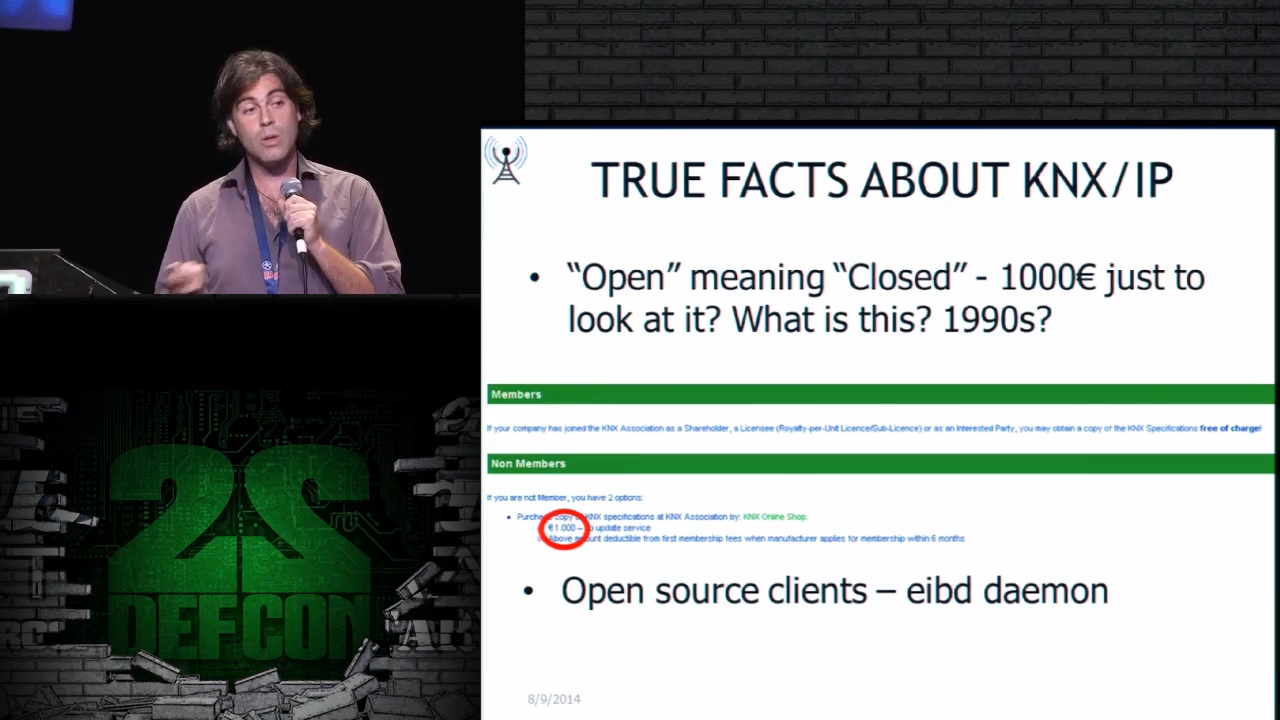 TRUE FACTS ABOUT KNX/IP
• “Open” meaning “Closed” - 1000€ just to
look at it? What is this? 1990s?
Members
If your company has joined the KNX Association as a Shareholder, a Licensee (Royalty-per-Unit Licence/Sub-Licence) or as an Interested Party, you may obtain a copy of the KNX Specifications free of charge!
Non Members
If you are not Member, you have 2 options:
• copy KNX specifications at KNX Association by: KNX Online Shop.
€ 1.000 – update service
Above deductible from first membership fees when manufacturer applies for membership within 6 months
• Open source clients – eibd daemon
8/9/2014
22
DEFCON